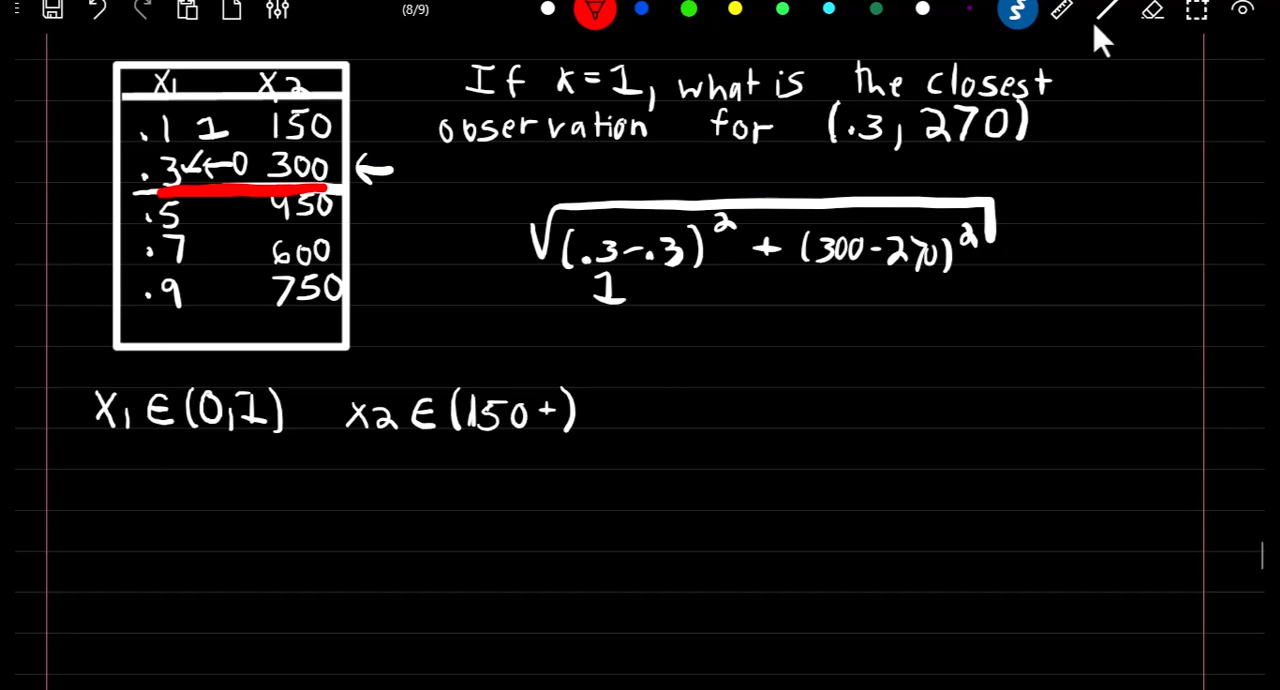 (8/9)
X1 X2
.1 1 150
.3 ←0 300 ←
.5 450
.7 600
.9 750
If K=1, what is the closest
observation for (.3, 270)
√(.3-.3)² + (300-270)²
1
X1 ∈ (0,1) X2 ∈ (150+)